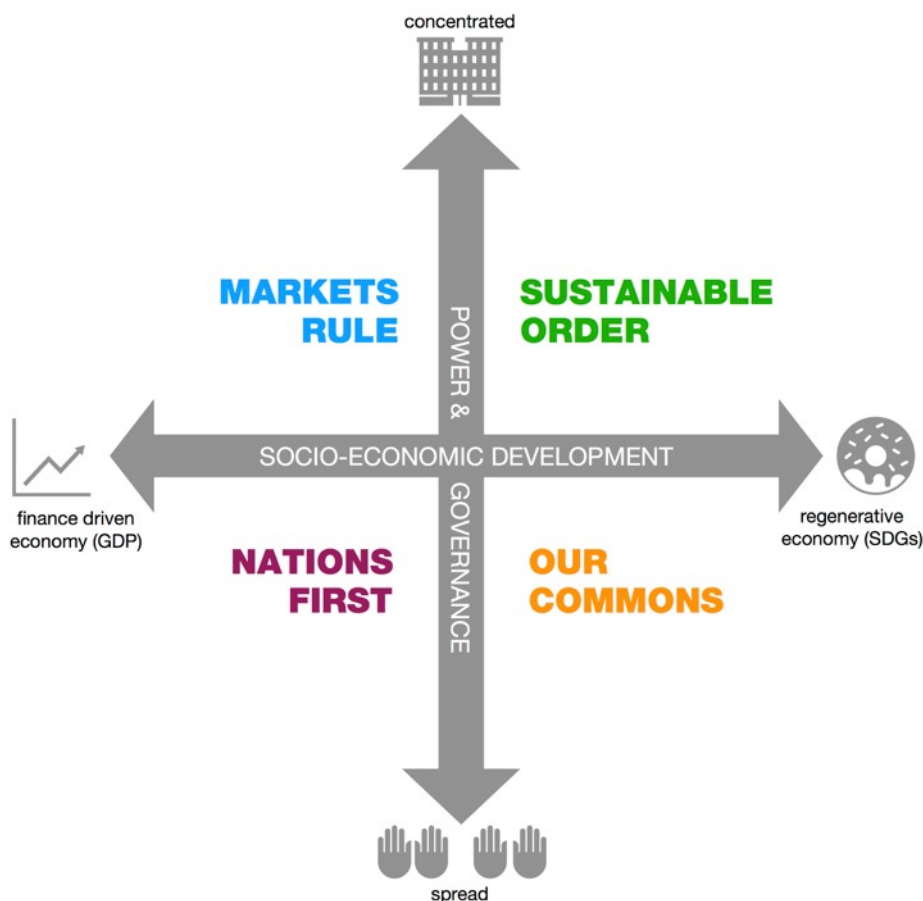 concentrated
MARKETS
RULE
SUSTAINABLE
ORDER
POWER &
SOCIO-ECONOMIC DEVELOPMENT
GOVERNANCE
finance driven
economy (GDP)
regenerative
economy (SDGs)
NATIONS
FIRST
OUR
COMMONS
spread